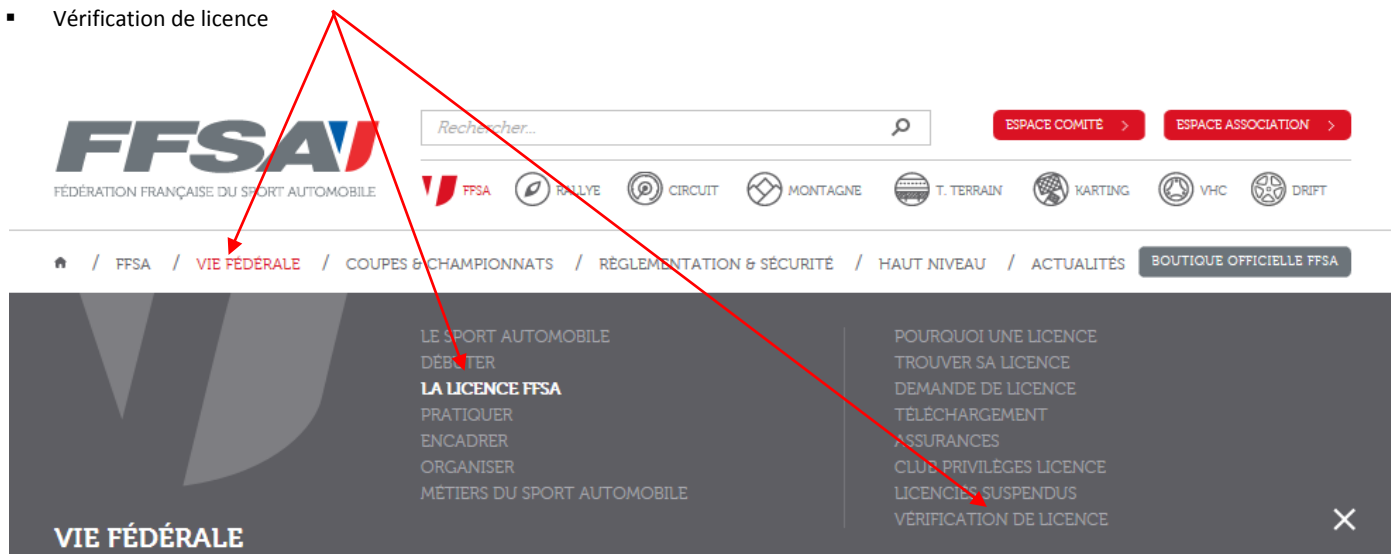 ▪ Vérification de licence
Rechercher...
ESPACE COMITÉ >
ESPACE ASSOCIATION >
FFSA
FÉDÉRATION FRANÇAISE DU SPORT AUTOMOBILE
FFSA RALLYE CIRCUIT MONTAGNE T. TERRAIN KARTING VHC DRIFT
/ FFSA / VIE FÉDÉRALE / COUPES & CHAMPIONNATS / RÈGLEMENTATION & SÉCURITÉ / HAUT NIVEAU / ACTUALITÉS BOUTIQUE OFFICIELLE FFSA
LE SPORT AUTOMOBILE
DÉBUTER
LA LICENCE FFSA
PRATIQUER
ENCADRER
ORGANISER
MÉTIERS DU SPORT AUTOMOBILE
POURQUOI UNE LICENCE
TROUVER SA LICENCE
DEMANDE DE LICENCE
TÉLÉCHARGEMENT
ASSURANCES
CLUB PRIVILÈGES LICENCE
LICENCIÉS SUSPENDUS
VÉRIFICATION DE LICENCE
VIE FÉDÉRALE